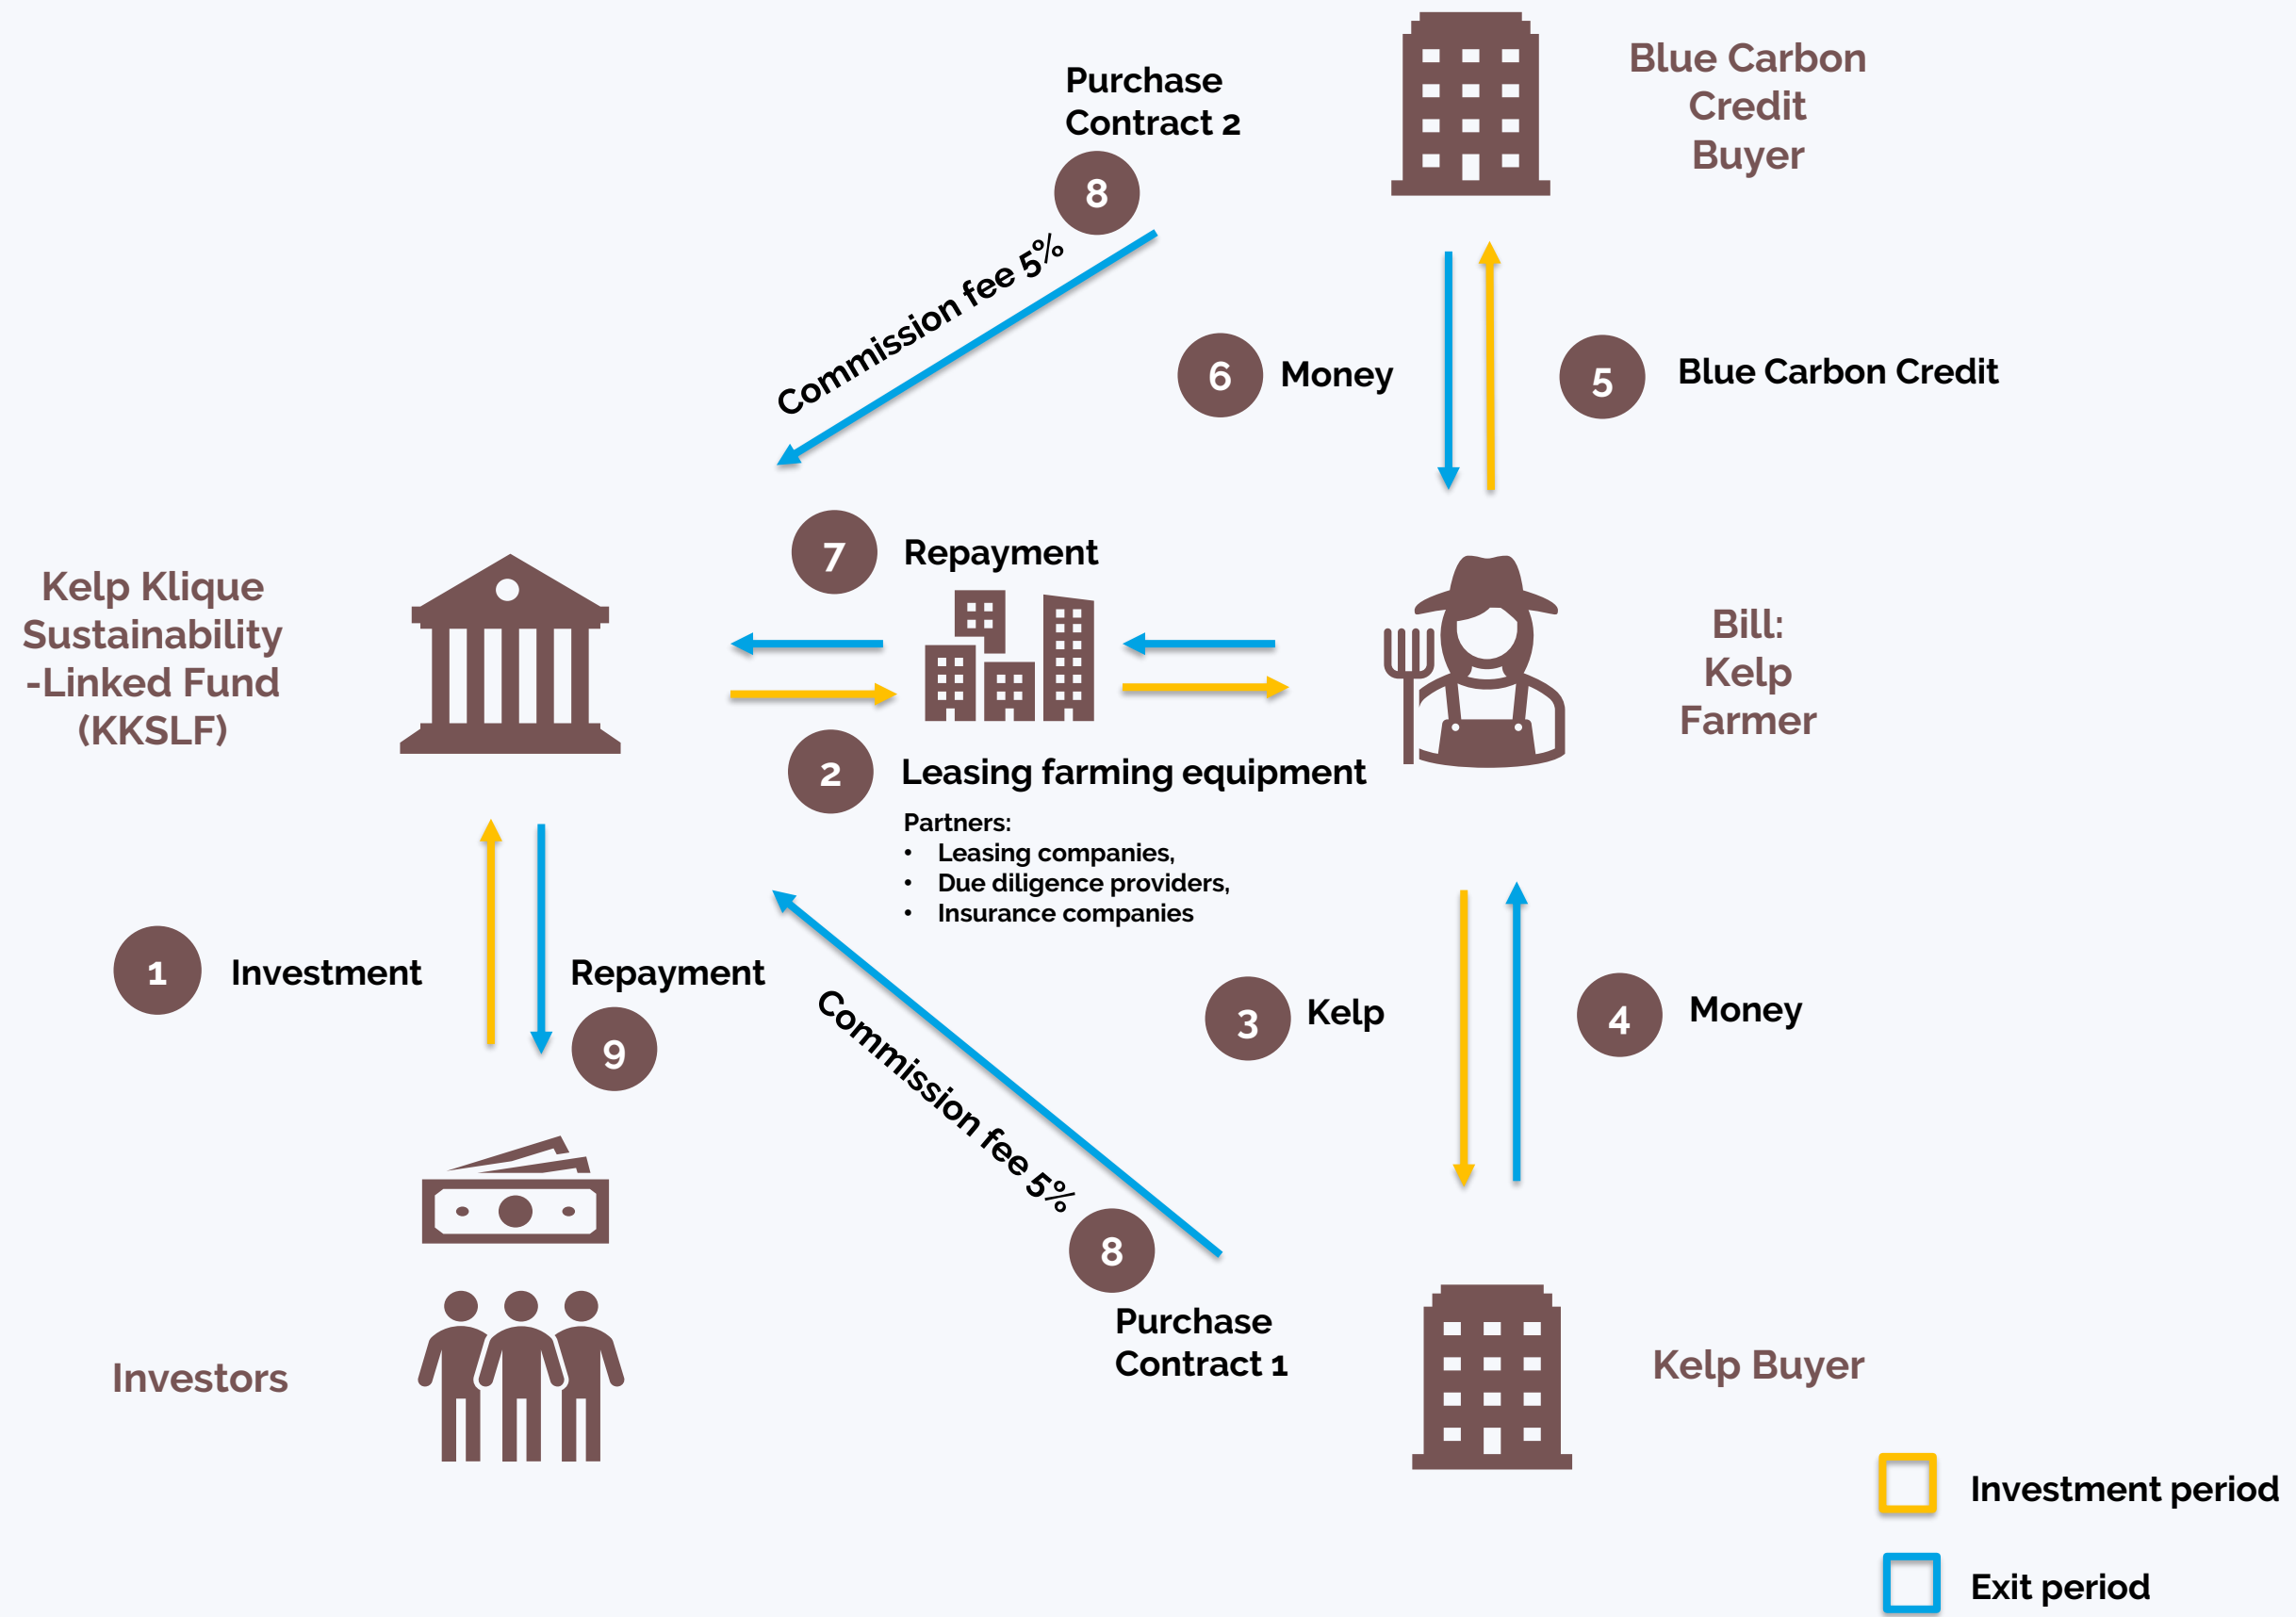 Blue Carbon
Credit
Buyer
Purchase
Contract 2
8
Commission fee 5%
6 Money
5 Blue Carbon Credit
7 Repayment
Kelp Klique
Sustainability
-Linked Fund
(KKSLF)
Bill:
Kelp
Farmer
2 Leasing farming equipment
Partners:
• Leasing companies,
• Due diligence providers,
• Insurance companies
1 Investment
Repayment
9
3 Kelp
4 Money
Commission fee 5%
8
Purchase
Contract 1
Investors
Kelp Buyer
Investment period
Exit period